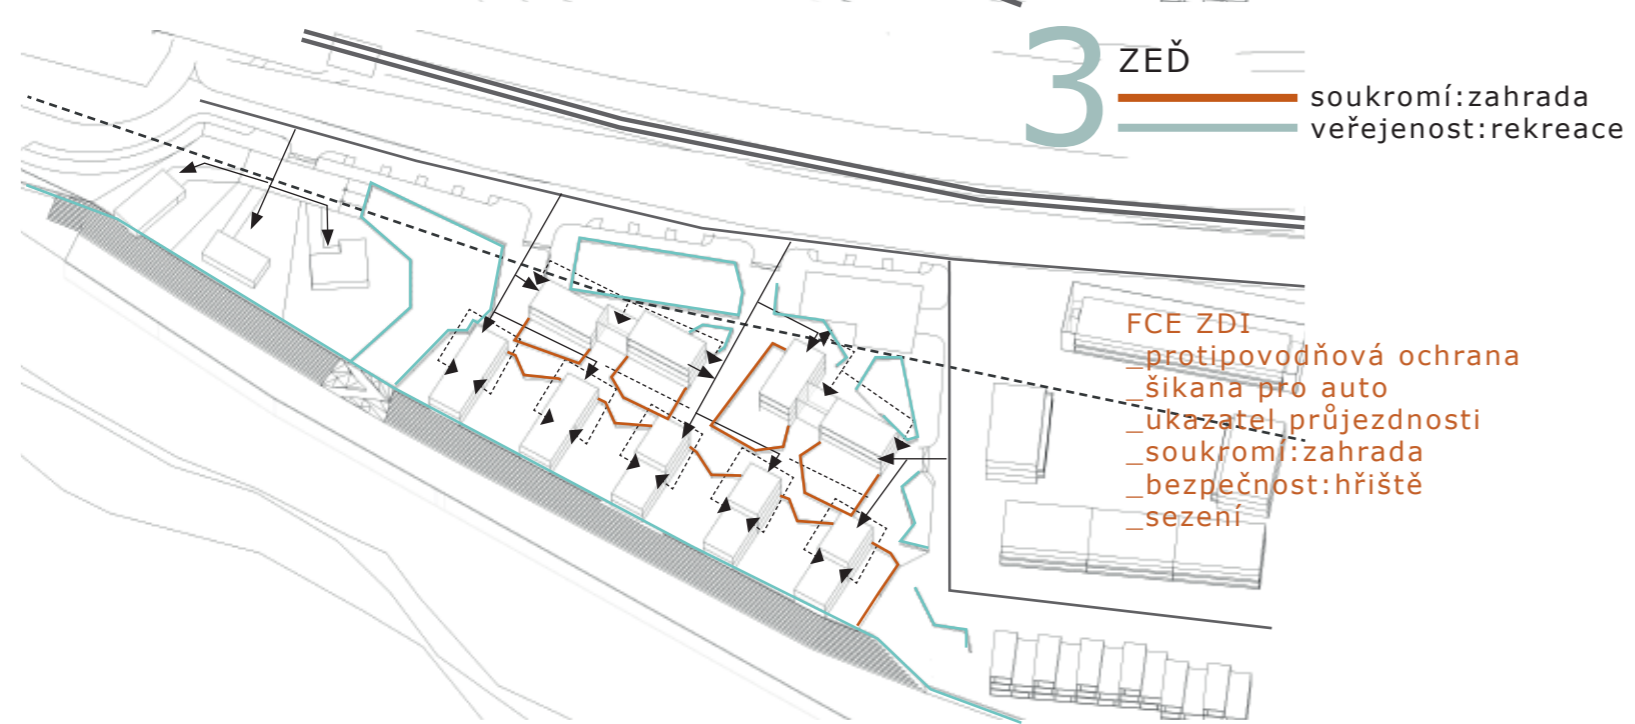 3
ZEĎ
soukromí:zahrada
veřejenost:rekreace
FCE ZDI
_protipovodňová ochrana
_šikana pro auto
_ukazatel průjezdnosti
_soukromí:zahrada
_bezpečnost:hřiště
_sezení